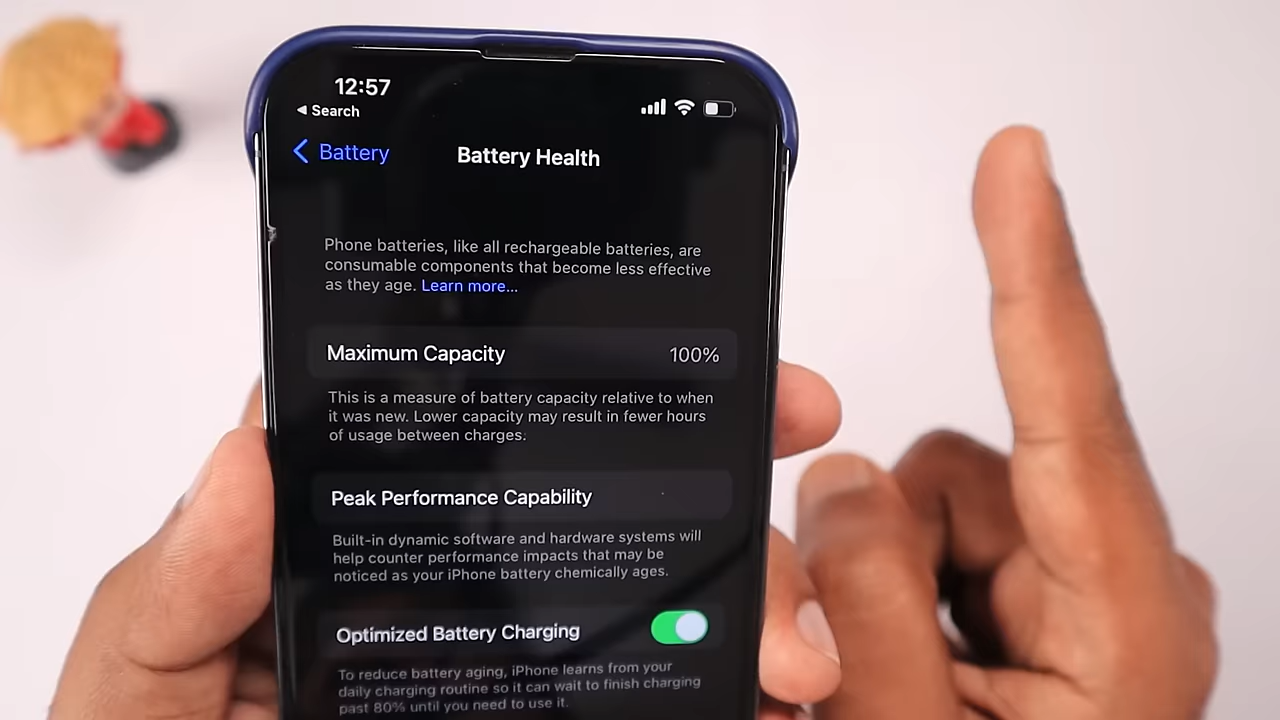 12:57
Search
Battery
Battery Health
Phone batteries, like all rechargeable batteries, are
consumable components that become less effective
as they age. Learn more...
Maximum Capacity 100%
This is a measure of battery capacity relative to when
it was new. Lower capacity may result in fewer hours
of usage between charges.
Peak Performance Capability
Built-in dynamic software and hardware systems will
help counter performance impacts that may be
noticed as your iPhone battery chemically ages.
Optimized Battery Charging
To reduce battery aging, iPhone learns from your
daily charging routine so it can wait to finish charging
past 80% until you need to use it.